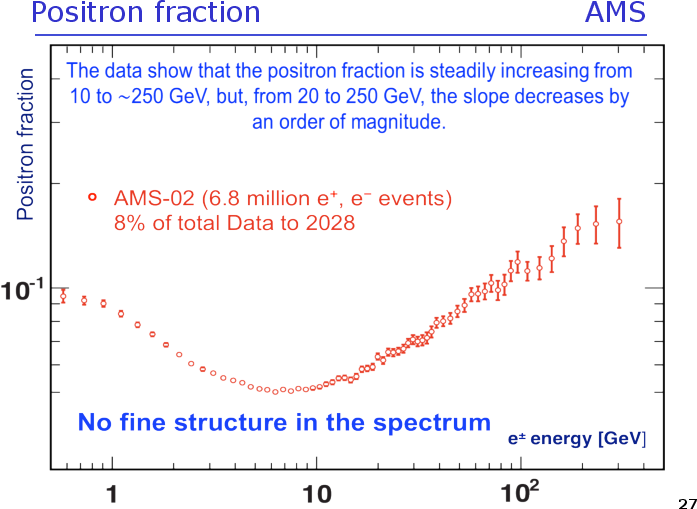 Positron fraction AMS
The data show that the positron fraction is steadily increasing from
10 to ~250 GeV, but, from 20 to 250 GeV, the slope decreases by
an order of magnitude.
Positron fraction
AMS-02 (6.8 million e⁺, e⁻ events)
8% of total Data to 2028
10⁻¹
No fine structure in the spectrum
e± energy [GeV]
1 10 10²
27